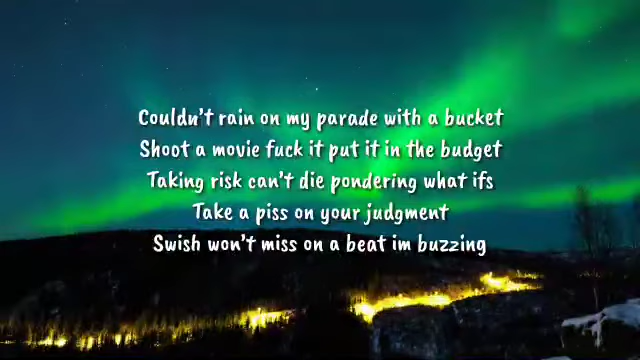 Couldn't rain on my parade with a bucket
Shoot a movie fuck it put it in the budget
Taking risk can't die pondering what ifs
Take a piss on your judgment
Swish won't miss on a beat im buzzing